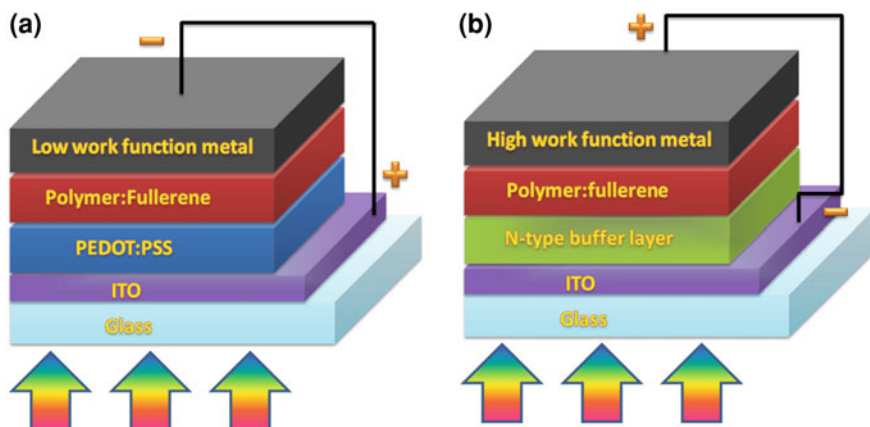 (a)
−
Low work function metal
Polymer:Fullerene
+
PEDOT:PSS
ITO
Glass
(b)
+
High work function metal
Polymer:fullerene
N-type buffer layer
−
ITO
Glass